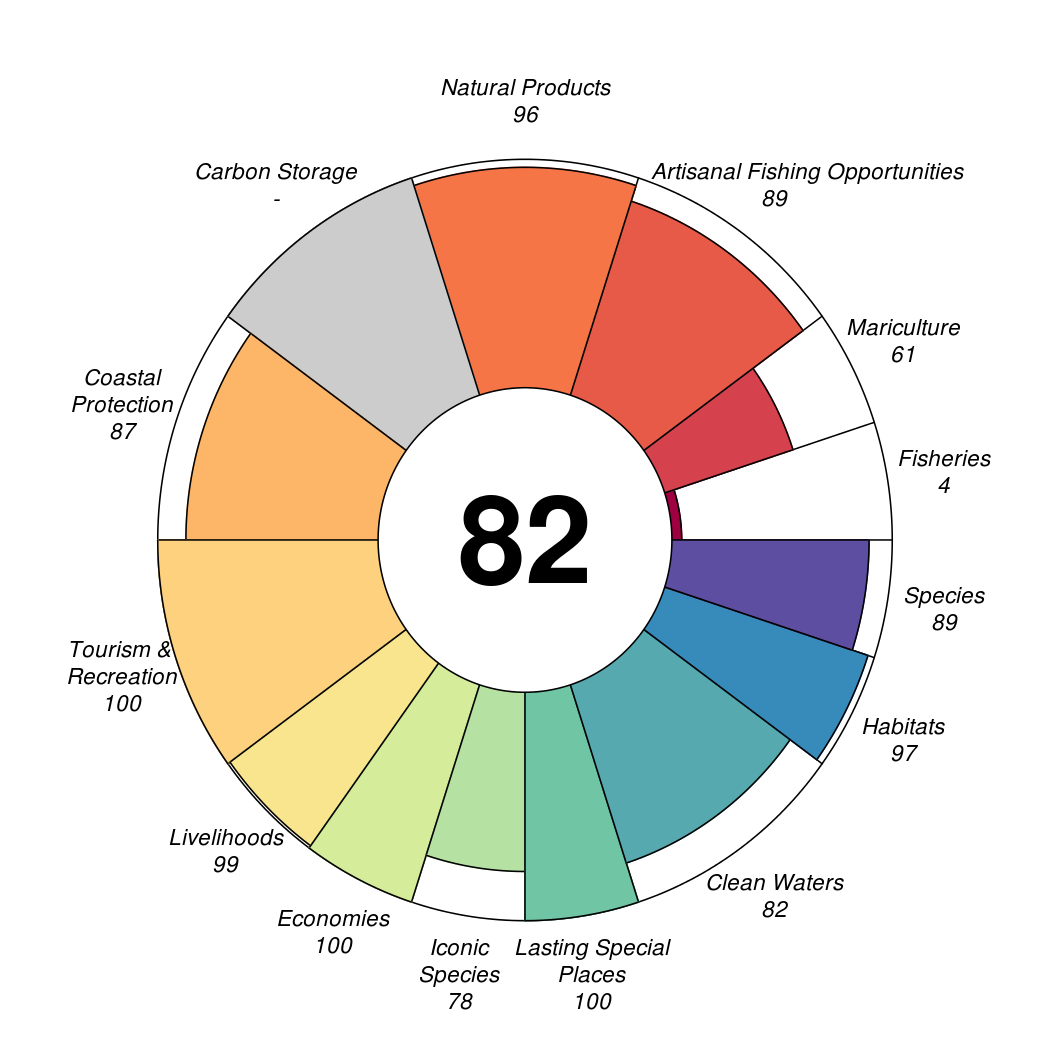 Natural Products
96
Carbon Storage
-
Artisanal Fishing Opportunities
89
Mariculture
61
Coastal
Protection
87
Fisheries
4
82
Species
89
Tourism &
Recreation
100
Habitats
97
Livelihoods
99
Clean Waters
82
Economies
100
Iconic
Species
78
Lasting Special
Places
100